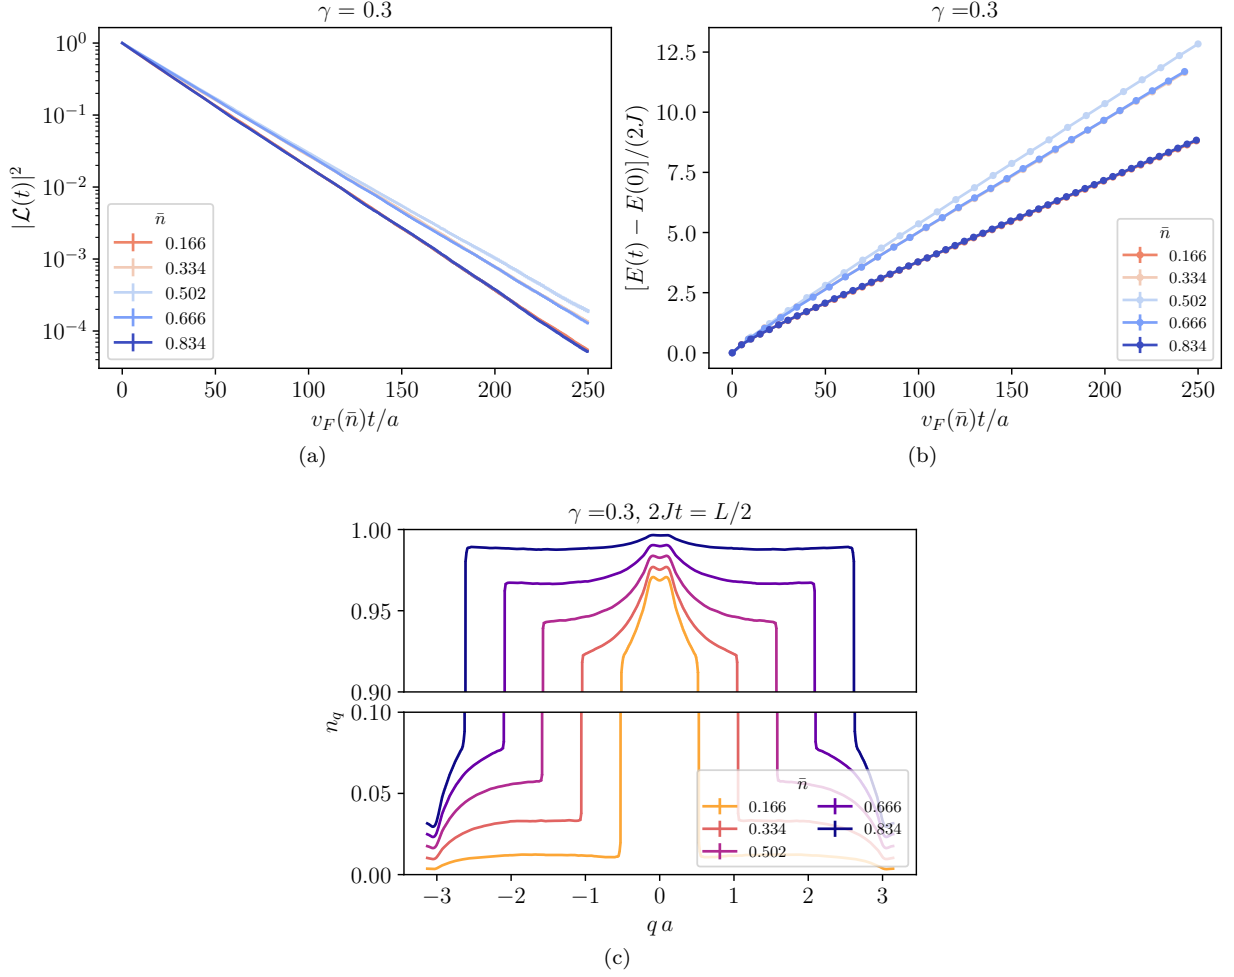 γ = 0.3
10⁰
10⁻¹
10⁻²
10⁻³
10⁻⁴
|𝓛(t)|²
n̄
0.166
0.334
0.502
0.666
0.834
0 50 100 150 200 250
v_F(n̄)t/a
(a)
γ =0.3
12.5
10.0
7.5
5.0
2.5
0.0
[E(t) − E(0)]/(2J)
n̄
0.166
0.334
0.502
0.666
0.834
0 50 100 150 200 250
v_F(n̄)t/a
(b)
γ =0.3, 2Jt = L/2
1.00
0.95
0.90
n_q
0.10
0.05
0.00
n̄
0.166 0.666
0.334 0.834
0.502
−3 −2 −1 0 1 2 3
q a
(c)